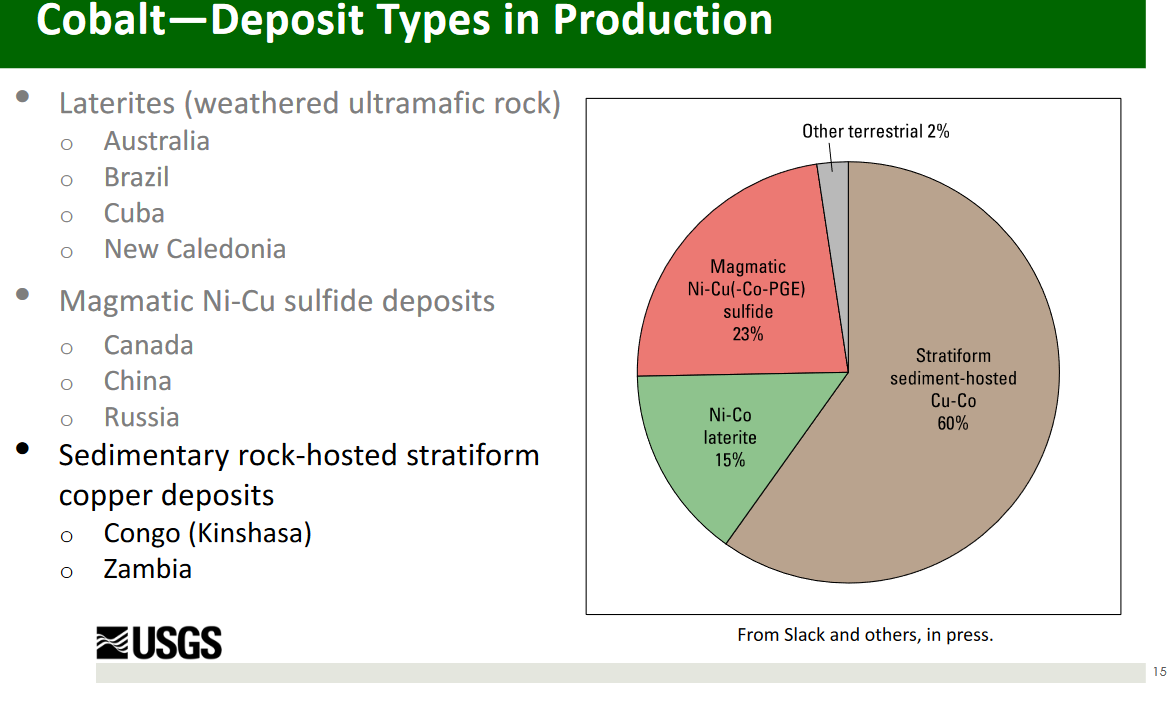 Cobalt—Deposit Types in Production
• Laterites (weathered ultramafic rock)
o Australia
o Brazil
o Cuba
o New Caledonia
• Magmatic Ni-Cu sulfide deposits
o Canada
o China
o Russia
• Sedimentary rock-hosted stratiform
copper deposits
o Congo (Kinshasa)
o Zambia
Other terrestrial 2%
Magmatic
Ni-Cu(-Co-PGE)
sulfide
23%
Stratiform
sediment-hosted
Cu-Co
60%
Ni-Co
laterite
15%
From Slack and others, in press.
USGS
15